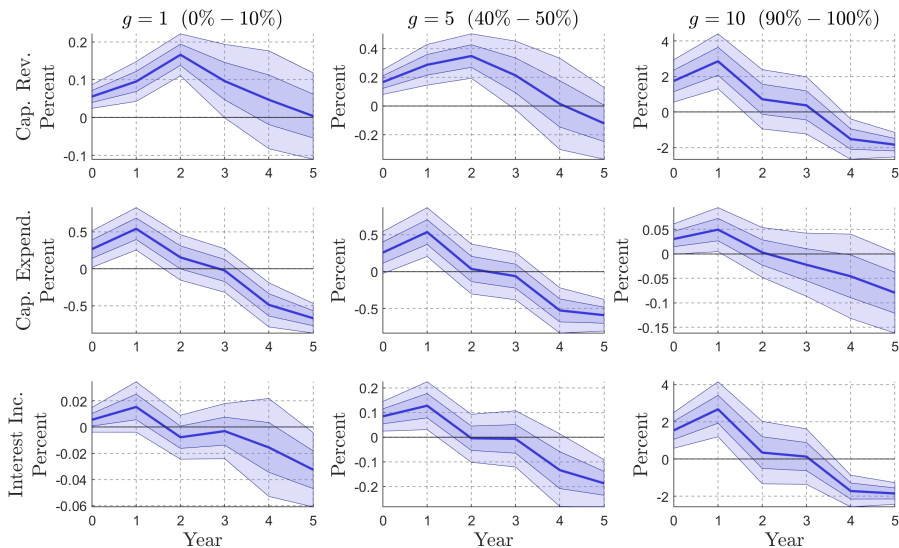 g = 1 (0% − 10%)
g = 5 (40% − 50%)
g = 10 (90% − 100%)
Cap. Rev.
Percent
0.2
0.1
0
-0.1
0 1 2 3 4 5
Percent
0.4
0.2
0
-0.2
0 1 2 3 4 5
Percent
4
2
0
-2
0 1 2 3 4 5
Cap. Expend.
Percent
0.5
0
-0.5
0 1 2 3 4 5
Percent
0.5
0
-0.5
0 1 2 3 4 5
Percent
0.05
0
-0.05
-0.1
-0.15
0 1 2 3 4 5
Interest Inc.
Percent
0.02
0
-0.02
-0.04
-0.06
0 1 2 3 4 5
Year
Percent
0.2
0.1
0
-0.1
-0.2
0 1 2 3 4 5
Year
Percent
4
2
0
-2
0 1 2 3 4 5
Year